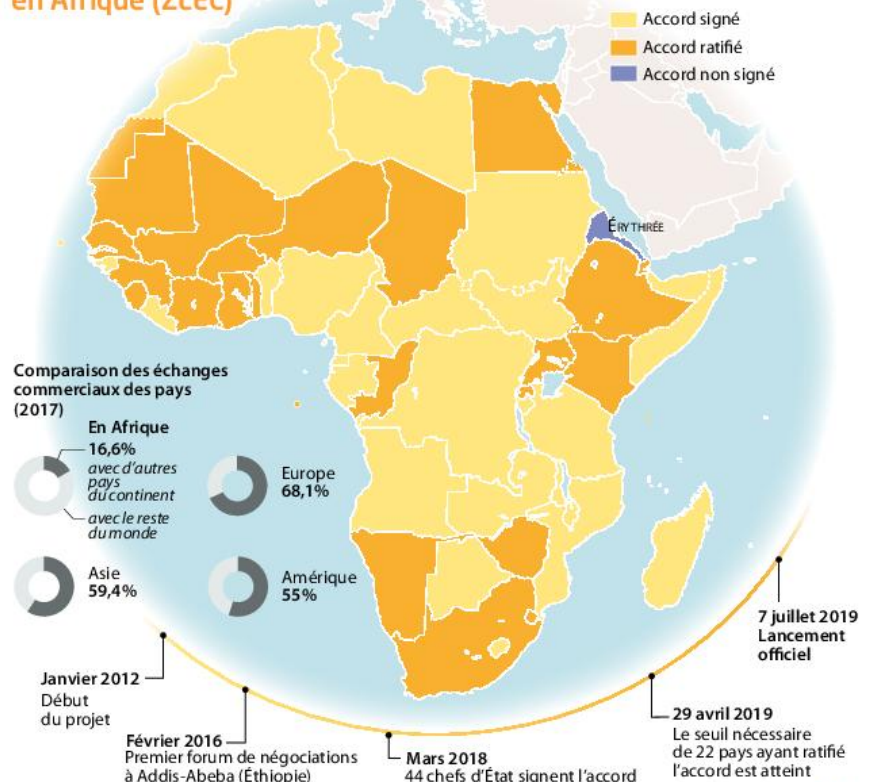 en Afrique (ZCEC)
Accord signé
Accord ratifié
Accord non signé
ÉRYTHRÉE
Comparaison des échanges
commerciaux des pays
(2017)
En Afrique
16,6%
avec d'autres
pays
du continent
avec le reste
du monde
Europe
68,1%
Asie
59,4%
Amérique
55%
Janvier 2012
Début
du projet
Février 2016
Premier forum de négociations
à Addis-Abeba (Éthiopie)
Mars 2018
44 chefs d'État signent l'accord
29 avril 2019
Le seuil nécessaire
de 22 pays ayant ratifié
l'accord est atteint
7 juillet 2019
Lancement
officiel